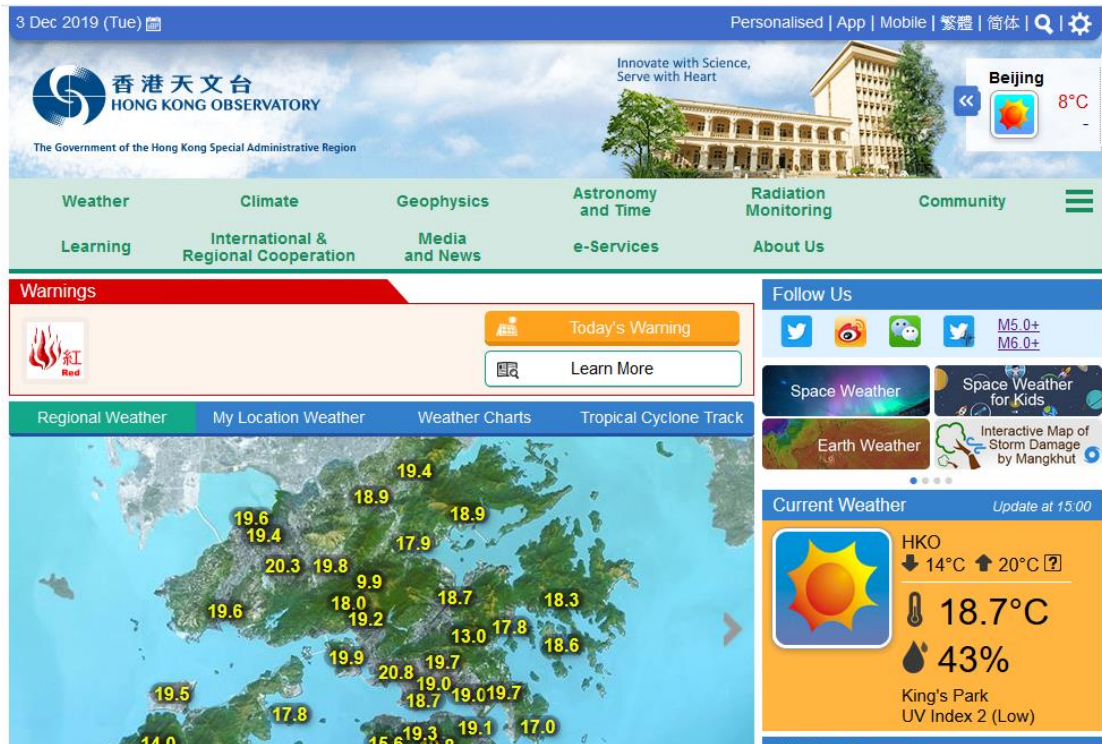 3 Dec 2019 (Tue)
Personalised | App | Mobile | 繁體 | 简体 |
香港天文台
HONG KONG OBSERVATORY
The Government of the Hong Kong Special Administrative Region
Innovate with Science,
Serve with Heart
Beijing
8°C
-
Weather
Climate
Geophysics
Astronomy
and Time
Radiation
Monitoring
Community
Learning
International &
Regional Cooperation
Media
and News
e-Services
About Us
Warnings
紅
Red
Today's Warning
Learn More
Follow Us
M5.0+
M6.0+
Space Weather
Space Weather
for Kids
Earth Weather
Interactive Map of
Storm Damage
by Mangkhut
Regional Weather
My Location Weather
Weather Charts
Tropical Cyclone Track
19.4
18.9
19.6
18.9
19.4
17.9
20.3 19.8
9.9
19.6
18.0
18.7
18.3
19.2
17.8
13.0
18.6
19.9
19.7
20.8
19.0
19.5
18.7
19.0
19.7
17.8
19.3
19.1
17.0
Current Weather
Update at 15:00
HKO
14°C 20°C
18.7°C
43%
King's Park
UV Index 2 (Low)